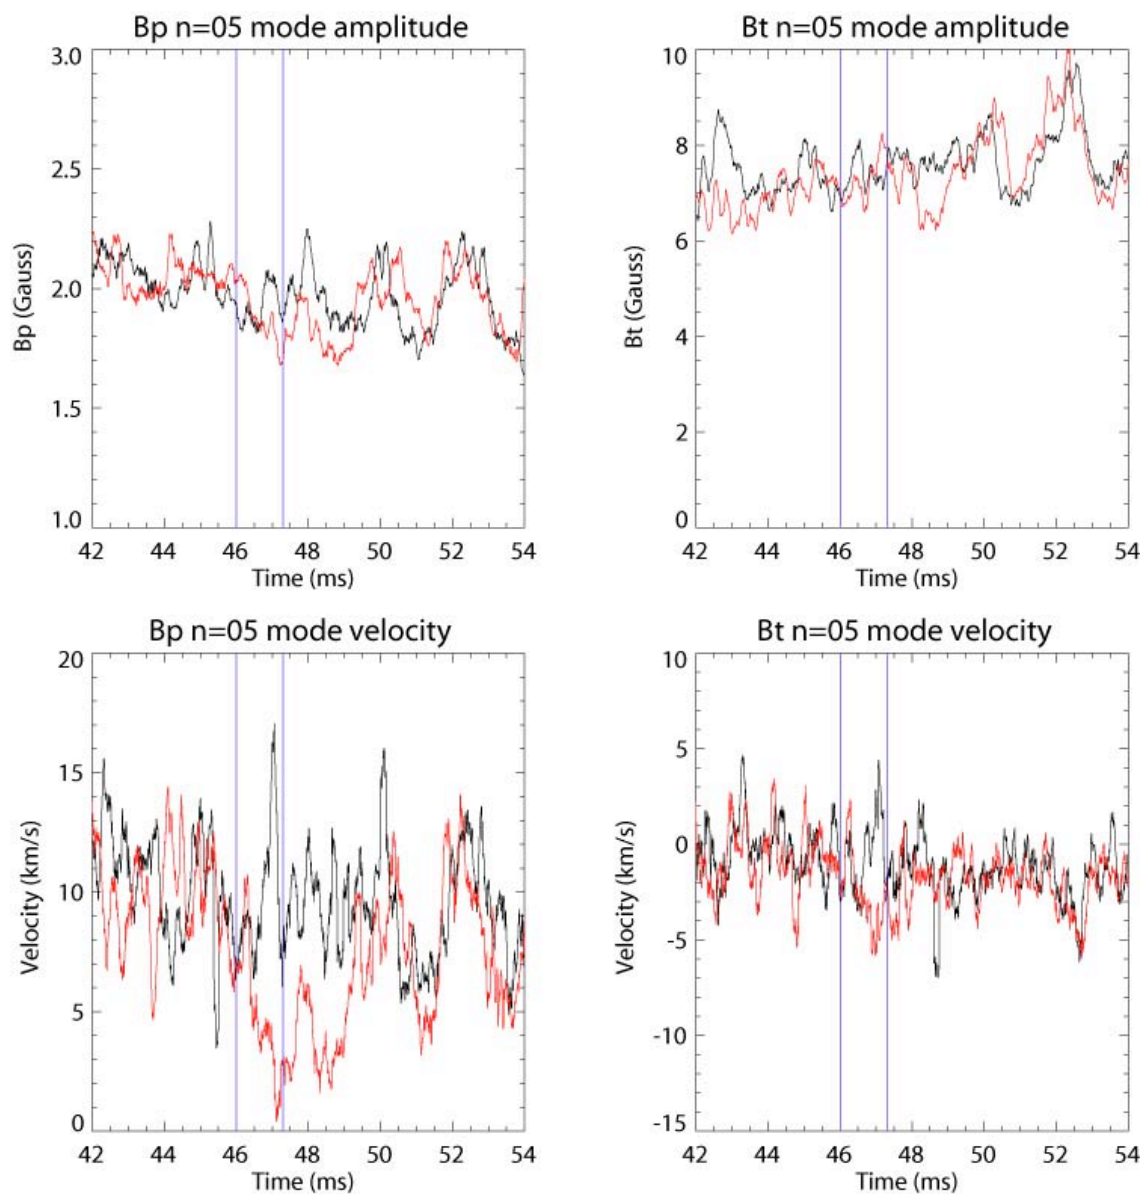 Bp n=05 mode amplitude
3.0
2.5
2.0
1.5
1.0
Bp (Gauss)
42 44 46 48 50 52 54
Time (ms)
Bt n=05 mode amplitude
10
8
6
4
2
0
Bt (Gauss)
42 44 46 48 50 52 54
Time (ms)
Bp n=05 mode velocity
20
15
10
5
0
Velocity (km/s)
42 44 46 48 50 52 54
Time (ms)
Bt n=05 mode velocity
10
5
0
-5
-10
-15
Velocity (km/s)
42 44 46 48 50 52 54
Time (ms)